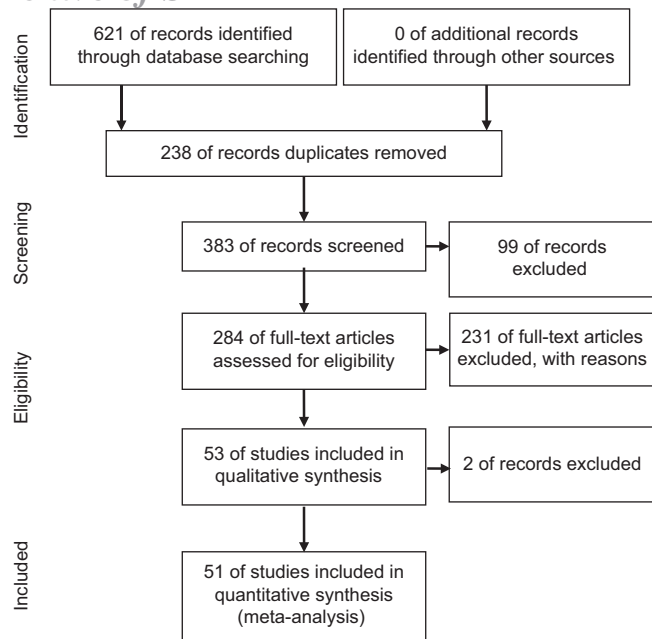 Identification
621 of records identified
through database searching
0 of additional records
identified through other sources
238 of records duplicates removed
Screening
383 of records screened
99 of records
excluded
Eligibility
284 of full-text articles
assessed for eligibility
231 of full-text articles
excluded, with reasons
53 of studies included in
qualitative synthesis
2 of records excluded
Included
51 of studies included in
quantitative synthesis
(meta-analysis)